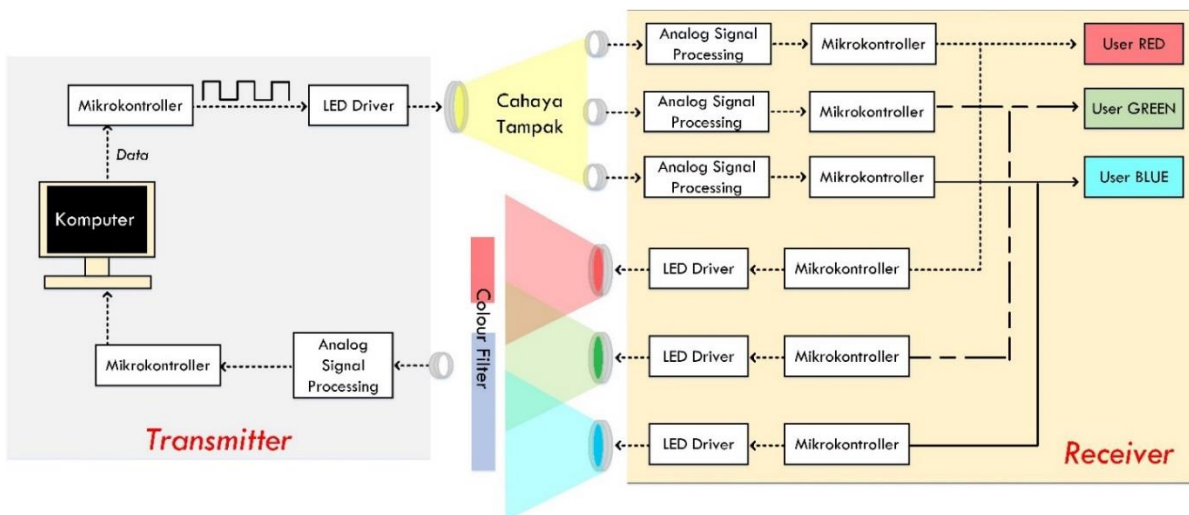 Analog Signal
Processing
Mikrokontroller
User RED
Mikrokontroller
LED Driver
Cahaya
Tampak
Analog Signal
Processing
Mikrokontroller
User GREEN
Data
Analog Signal
Processing
Mikrokontroller
User BLUE
Komputer
Colour Filter
LED Driver
Mikrokontroller
Mikrokontroller
Analog
Signal
Processing
LED Driver
Mikrokontroller
Transmitter
LED Driver
Mikrokontroller
Receiver